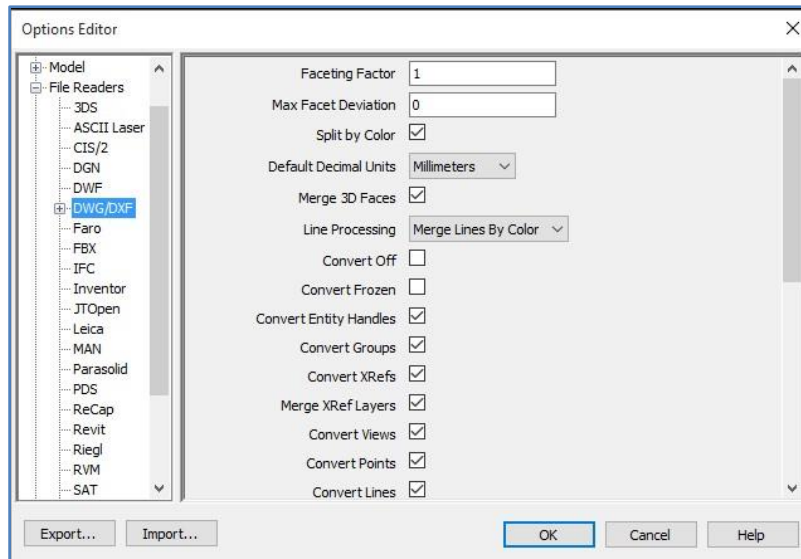 Options Editor
Model
File Readers
3DS
ASCII Laser
CIS/2
DGN
DWF
DWG/DXF
Faro
FBX
IFC
Inventor
JTOpen
Leica
MAN
Parasolid
PDS
ReCap
Revit
Riegl
RVM
SAT
Faceting Factor 1
Max Facet Deviation 0
Split by Color
Default Decimal Units Millimeters
Merge 3D Faces
Line Processing Merge Lines By Color
Convert Off
Convert Frozen
Convert Entity Handles
Convert Groups
Convert XRefs
Merge XRef Layers
Convert Views
Convert Points
Convert Lines
Export... Import... OK Cancel Help